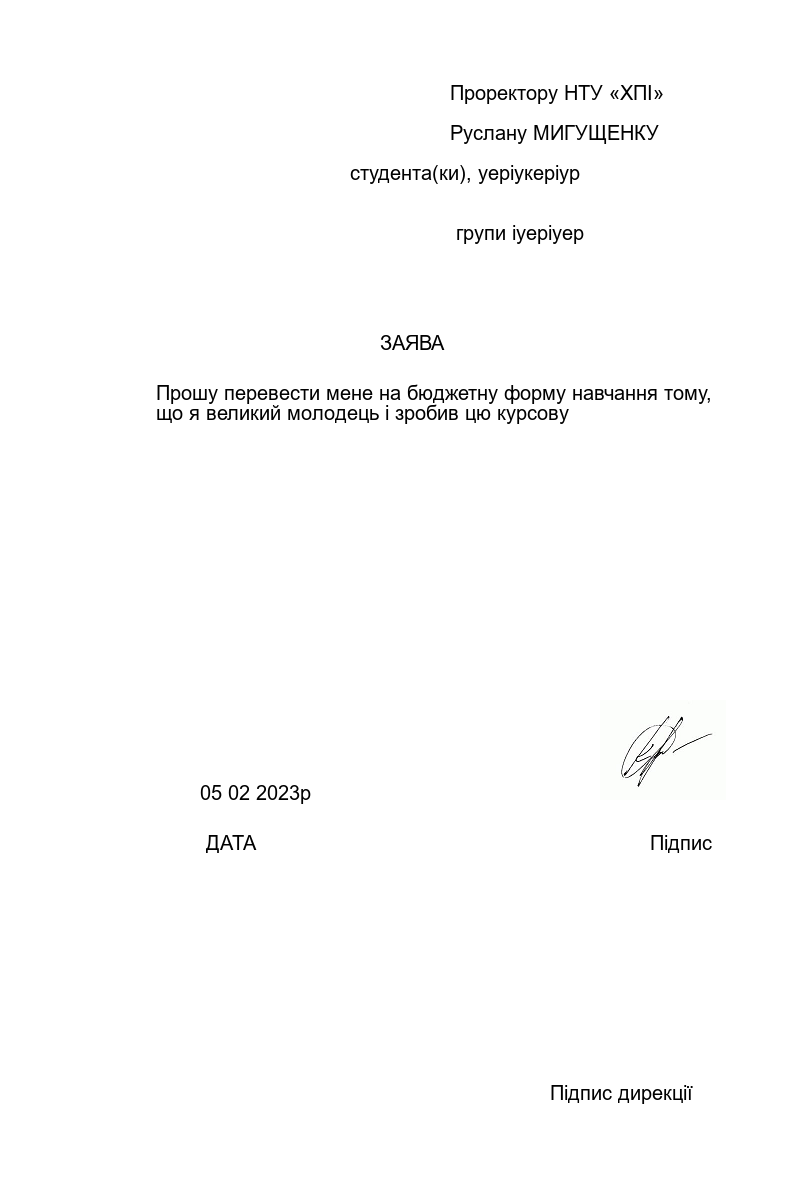 Проректору НТУ «ХПІ»
Руслану МИГУЩЕНКУ
студента(ки), уеріукеріур
групи іуеріуер
ЗАЯВА
Прошу перевести мене на бюджетну форму навчання тому,
що я великий молодець і зробив цю курсову
05 02 2023р
ДАТА
Підпис
Підпис дирекції